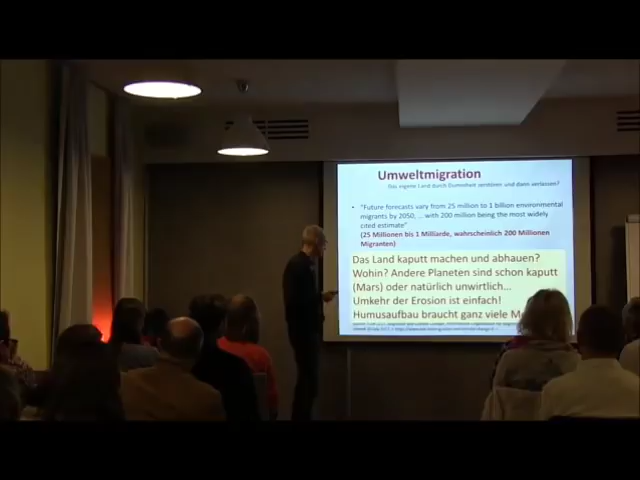 Umweltmigration
Das eigene Land durch Dummheit zerstören und dann verlassen?
• "Future forecasts vary from 25 million to 1 billion environmental
migrants by 2050, ... with 200 million being the most widely
cited estimate"
(25 Millionen bis 1 Milliarde, wahrscheinlich 200 Millionen
Migranten)
Das Land kaputt machen und abhauen?
Wohin? Andere Planeten sind schon kaputt
(Mars) oder natürlich unwirtlich...
Umkehr der Erosion ist einfach!
Humusaufbau braucht ganz viele